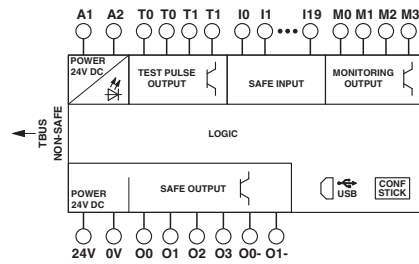 A1 A2 T0 T0 T1 T1 I0 I1 ••• I19 M0 M1 M2 M3
POWER
24V DC
TEST PULSE
OUTPUT
SAFE INPUT
MONITORING
OUTPUT
TBUS
NON-SAFE
LOGIC
POWER
24V DC
SAFE OUTPUT
USB
CONF
STICK
24V 0V O0 O1 O2 O3 O0- O1-